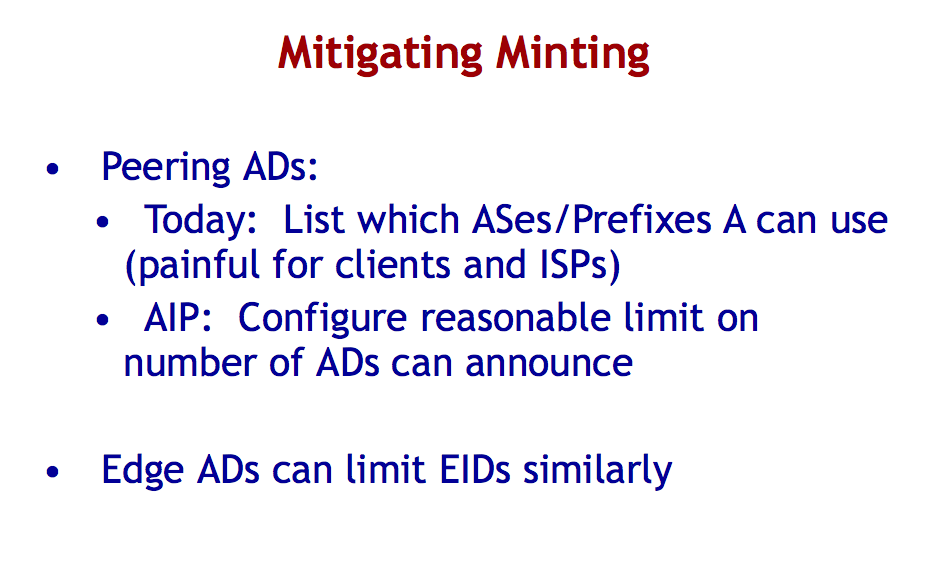 Mitigating Minting
• Peering ADs:
• Today: List which ASes/Prefixes A can use
(painful for clients and ISPs)
• AIP: Configure reasonable limit on
number of ADs can announce
• Edge ADs can limit EIDs similarly